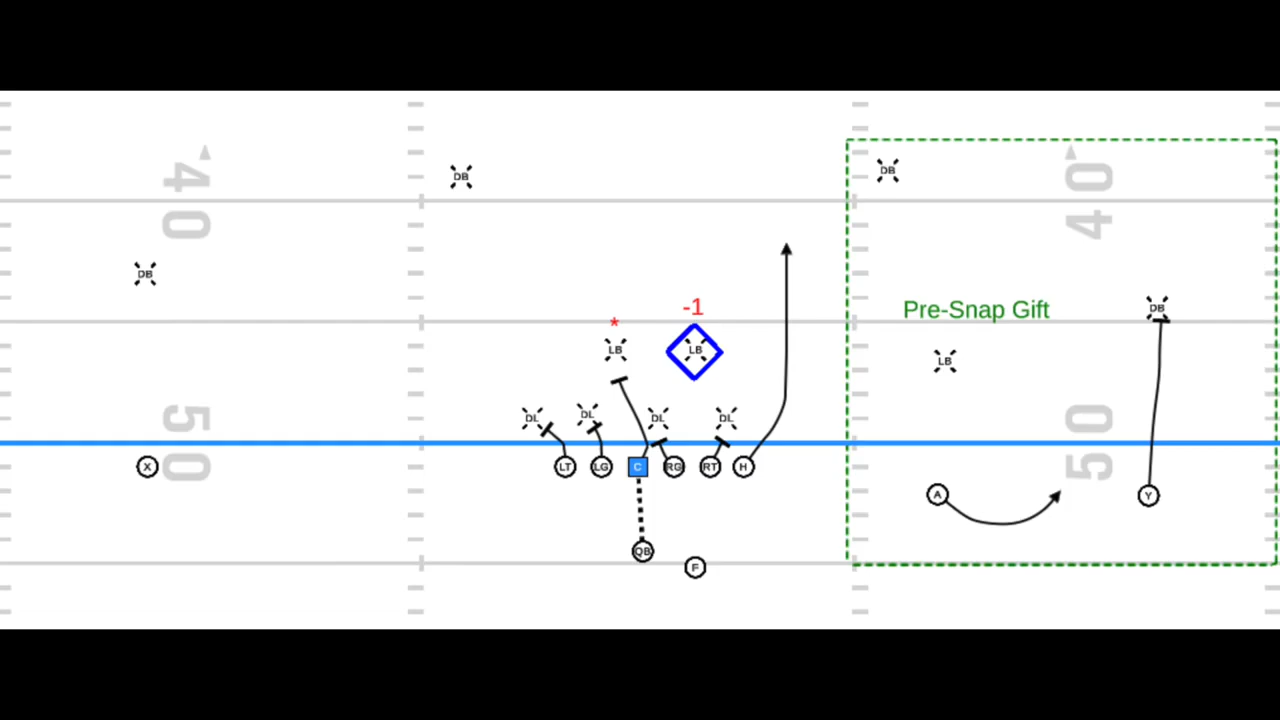 DB
DB
40
40
DB
-1
Pre-Snap Gift
DB
*
LB
LB
LB
DL
DL
DL
DL
50
50
X
LT
LG
C
RG
RT
H
A
Y
QB
F